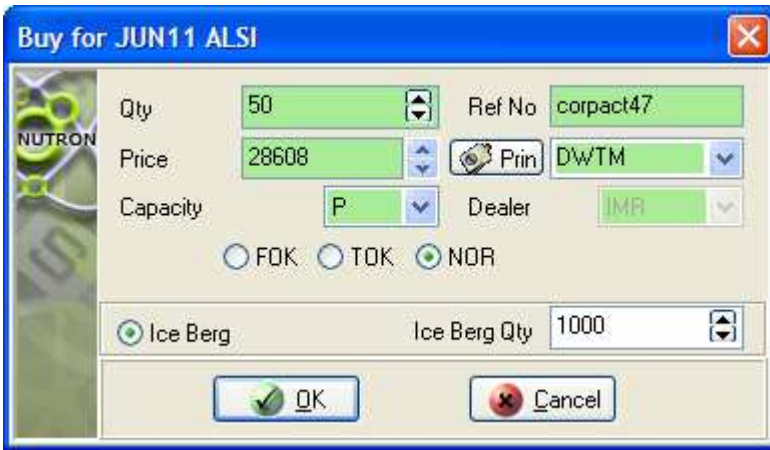 Buy for JUN11 ALSI
NUTRON
Qty 50 Ref No corpact47
Price 28608 Prin DWTM
Capacity P Dealer IMR
FOK TOK NOR
Ice Berg Ice Berg Qty 1000
OK Cancel